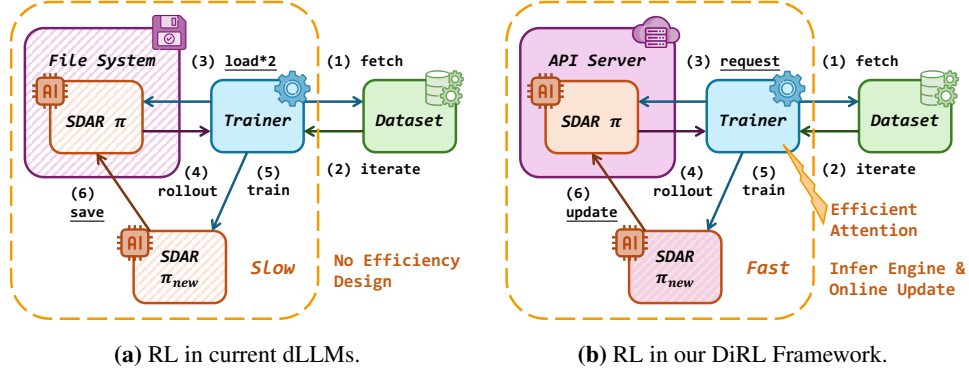 File System
(3) load*2
(1) fetch
AI
SDAR π
Trainer
Dataset
(6)
save
(4)
rollout
(5)
train
(2) iterate
AI
SDAR
π_new
Slow
No Efficiency
Design
(a) RL in current dLLMs.
API Server
(3) request
(1) fetch
AI
SDAR π
Trainer
Dataset
(6)
update
(4)
rollout
(5)
train
(2) iterate
Efficient
Attention
AI
SDAR
π_new
Fast
Infer Engine &
Online Update
(b) RL in our DiRL Framework.